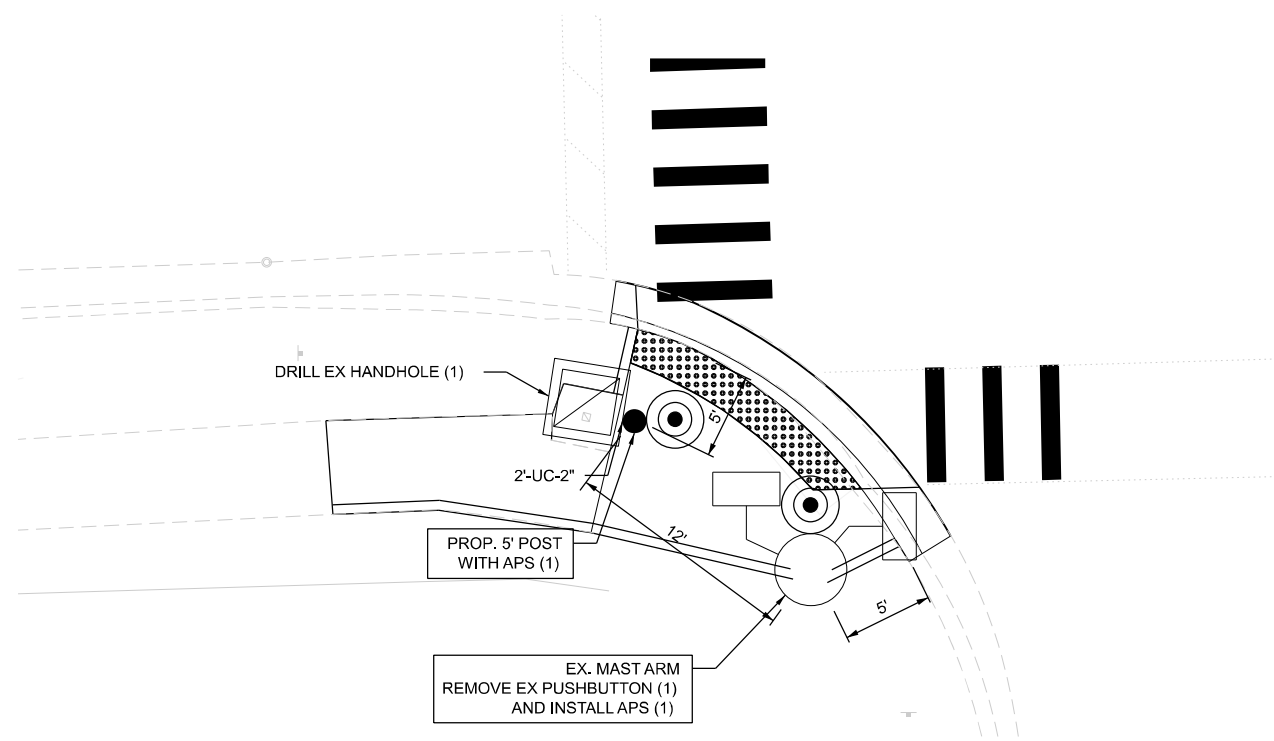 DRILL EX HANDHOLE (1)
5'
2'-UC-2"
12'
PROP. 5' POST
WITH APS (1)
5'
EX. MAST ARM
REMOVE EX PUSHBUTTON (1)
AND INSTALL APS (1)